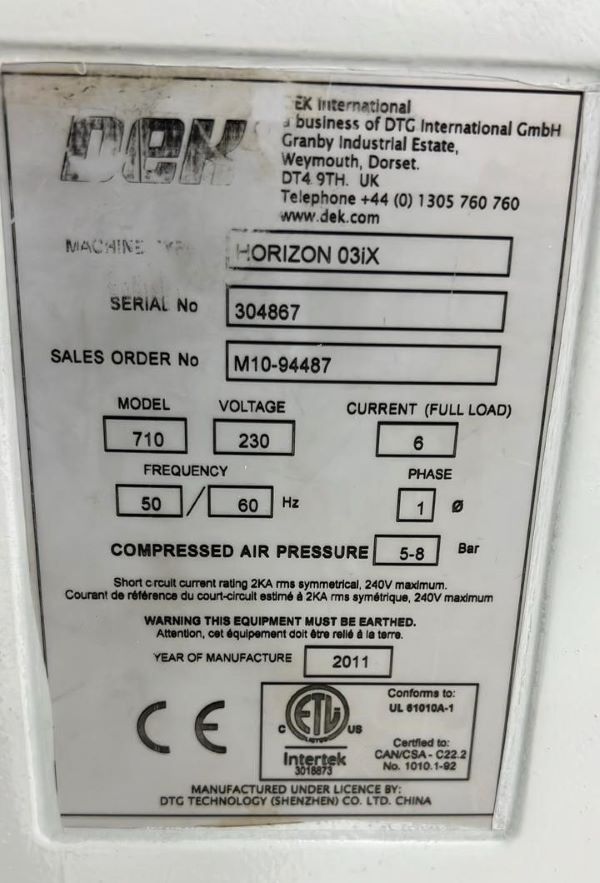 DEK
EK International
a business of DTG International GmbH
Granby Industrial Estate,
Weymouth, Dorset.
DT4 9TH. UK
Telephone +44 (0) 1305 760 760
www.dek.com
MACHINE TYPE HORIZON 03iX
SERIAL No 304867
SALES ORDER No M10-94487
MODEL VOLTAGE CURRENT (FULL LOAD)
710 230 6
FREQUENCY PHASE
50 / 60 Hz 1 Ø
COMPRESSED AIR PRESSURE 5-8 Bar
Short circuit current rating 2KA rms symmetrical, 240V maximum.
Courant de référence du court-circuit estimé à 2KA rms symétrique, 240V maximum
WARNING THIS EQUIPMENT MUST BE EARTHED.
Attention, cet équipement doit être relié à la terre.
YEAR OF MANUFACTURE 2011
CE
ETL
LISTED
C US
Intertek
3018873
Conforms to:
UL 61010A-1
Certfied to:
CAN/CSA - C22.2
No. 1010.1-92
MANUFACTURED UNDER LICENCE BY:
DTG TECHNOLOGY (SHENZHEN) CO. LTD. CHINA